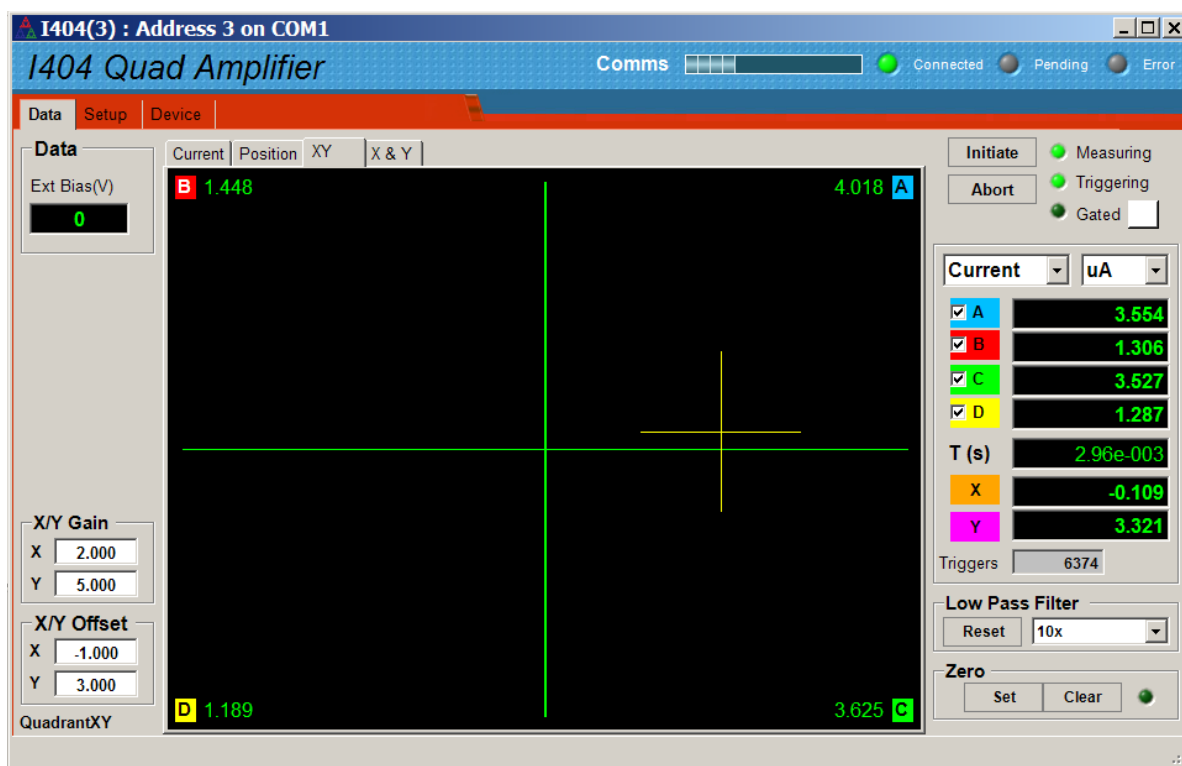 I404(3) : Address 3 on COM1
I404 Quad Amplifier
Comms Connected Pending Error
Data Setup Device
Data
Ext Bias(V)
0
X/Y Gain
X 2.000
Y 5.000
X/Y Offset
X -1.000
Y 3.000
QuadrantXY
Current Position XY X & Y
B 1.448 4.018 A
D 1.189 3.625 C
Initiate Measuring
Abort Triggering
Gated
Current uA
A 3.554
B 1.306
C 3.527
D 1.287
T (s) 2.96e-003
X -0.109
Y 3.321
Triggers 6374
Low Pass Filter
Reset 10x
Zero
Set Clear